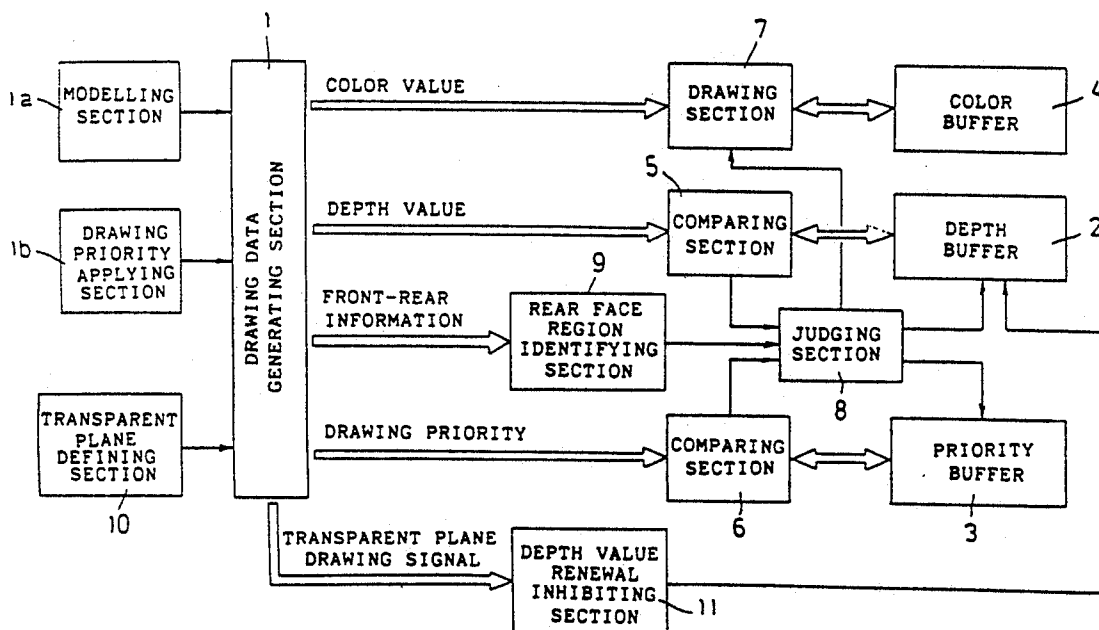 1
7
1a
MODELLING
SECTION
COLOR VALUE
DRAWING
SECTION
COLOR
BUFFER
4
5
1b
DRAWING
PRIORITY
APPLYING
SECTION
DRAWING DATA
GENERATING SECTION
DEPTH VALUE
COMPARING
SECTION
DEPTH
BUFFER
2
9
FRONT-REAR
INFORMATION
REAR FACE
REGION
IDENTIFYING
SECTION
JUDGING
SECTION
8
TRANSPARENT
PLANE
DEFINING
SECTION
10
DRAWING PRIORITY
COMPARING
SECTION
6
PRIORITY
BUFFER
3
TRANSPARENT PLANE
DRAWING SIGNAL
DEPTH VALUE
RENEWAL
INHIBITING
SECTION
11